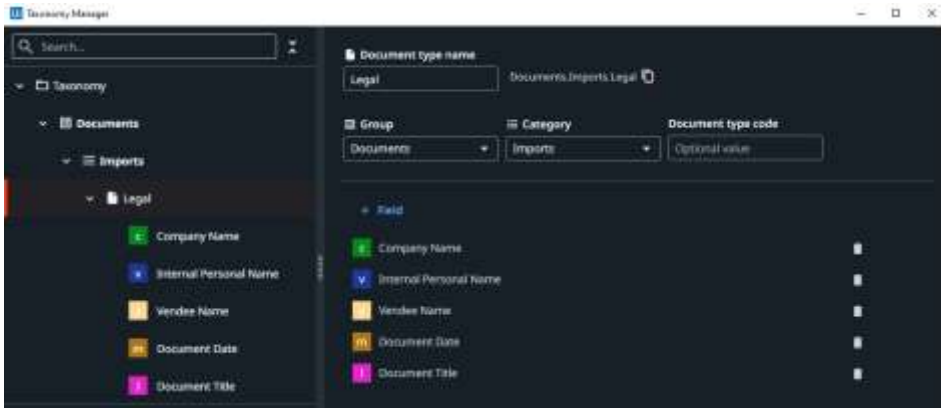 Taxonomy Manager
Search...
Taxonomy
Documents
Imports
Legal
Company Name
Internal Personal Name
Vendee Name
Document Date
Document Title
Document type name
Legal
Documents.Imports.Legal
Group
Category
Document type code
Documents
Imports
Optional value
+ Field
Company Name
Internal Personal Name
Vendee Name
Document Date
Document Title